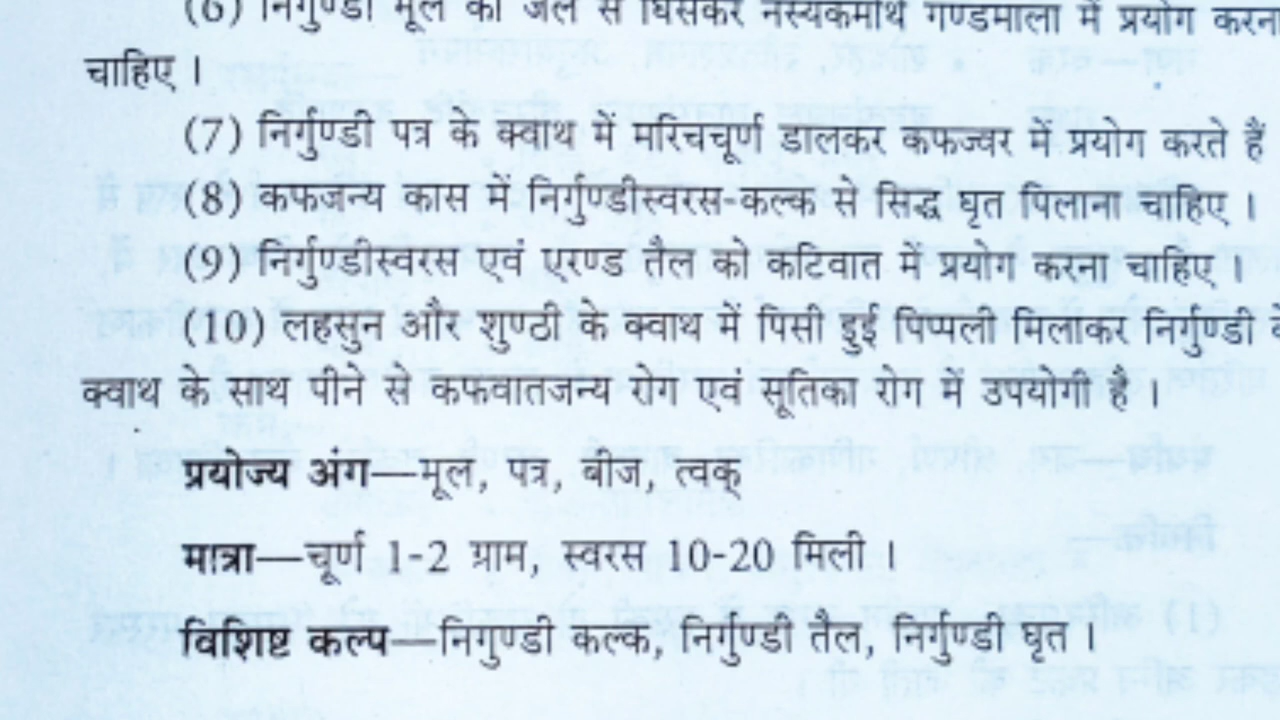 (6) निर्गुण्डी मूल को जल से घिसकर नस्यकर्मार्थ गण्डमाला में प्रयोग करना
चाहिए ।
(7) निर्गुण्डी पत्र के क्वाथ में मरिचचूर्ण डालकर कफज्वर में प्रयोग करते हैं
(8) कफजन्य कास में निर्गुण्डीस्वरस-कल्क से सिद्ध घृत पिलाना चाहिए ।
(9) निर्गुण्डीस्वरस एवं एरण्ड तैल को कटिवात में प्रयोग करना चाहिए ।
(10) लहसुन और शुण्ठी के क्वाथ में पिसी हुई पिप्पली मिलाकर निर्गुण्डी के
क्वाथ के साथ पीने से कफवातजन्य रोग एवं सूतिका रोग में उपयोगी है ।
प्रयोज्य अंग—मूल, पत्र, बीज, त्वक्
मात्रा—चूर्ण 1-2 ग्राम, स्वरस 10-20 मिली ।
विशिष्ट कल्प—निगुण्डी कल्क, निर्गुण्डी तैल, निर्गुण्डी घृत ।